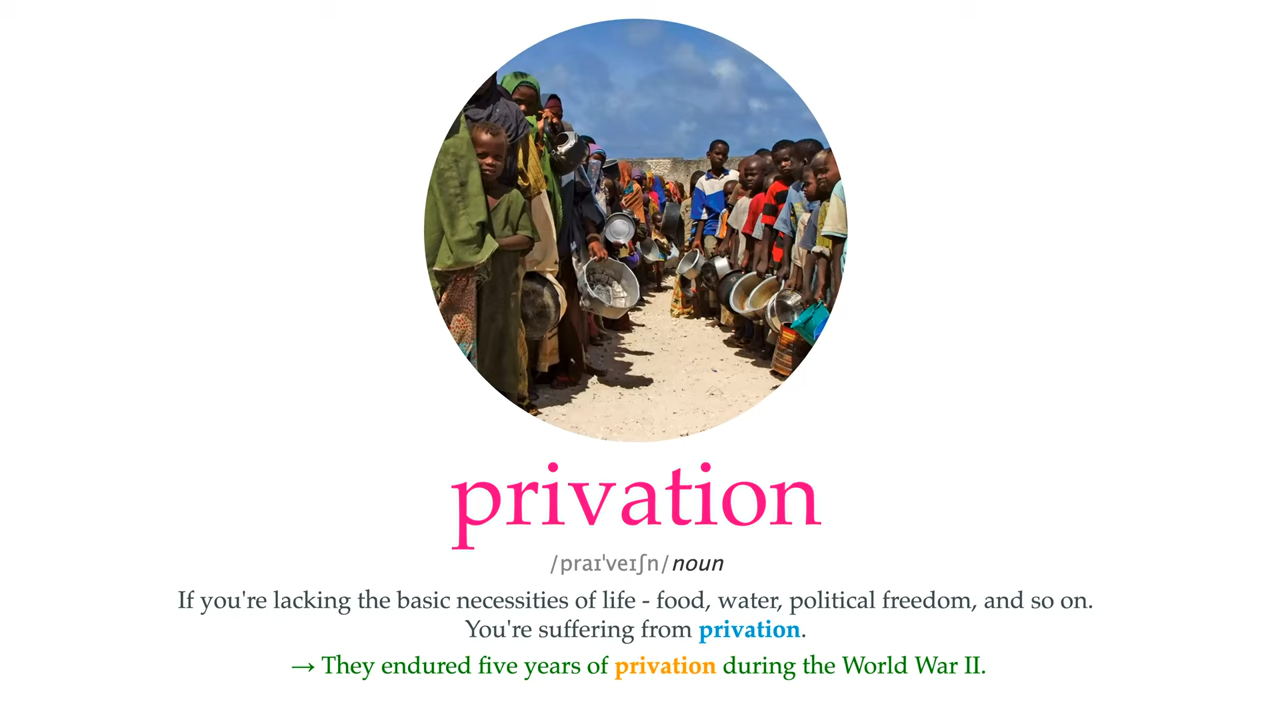 privation
/praɪˈveɪʃn/ noun
If you're lacking the basic necessities of life - food, water, political freedom, and so on.
You're suffering from privation.
→ They endured five years of privation during the World War II.